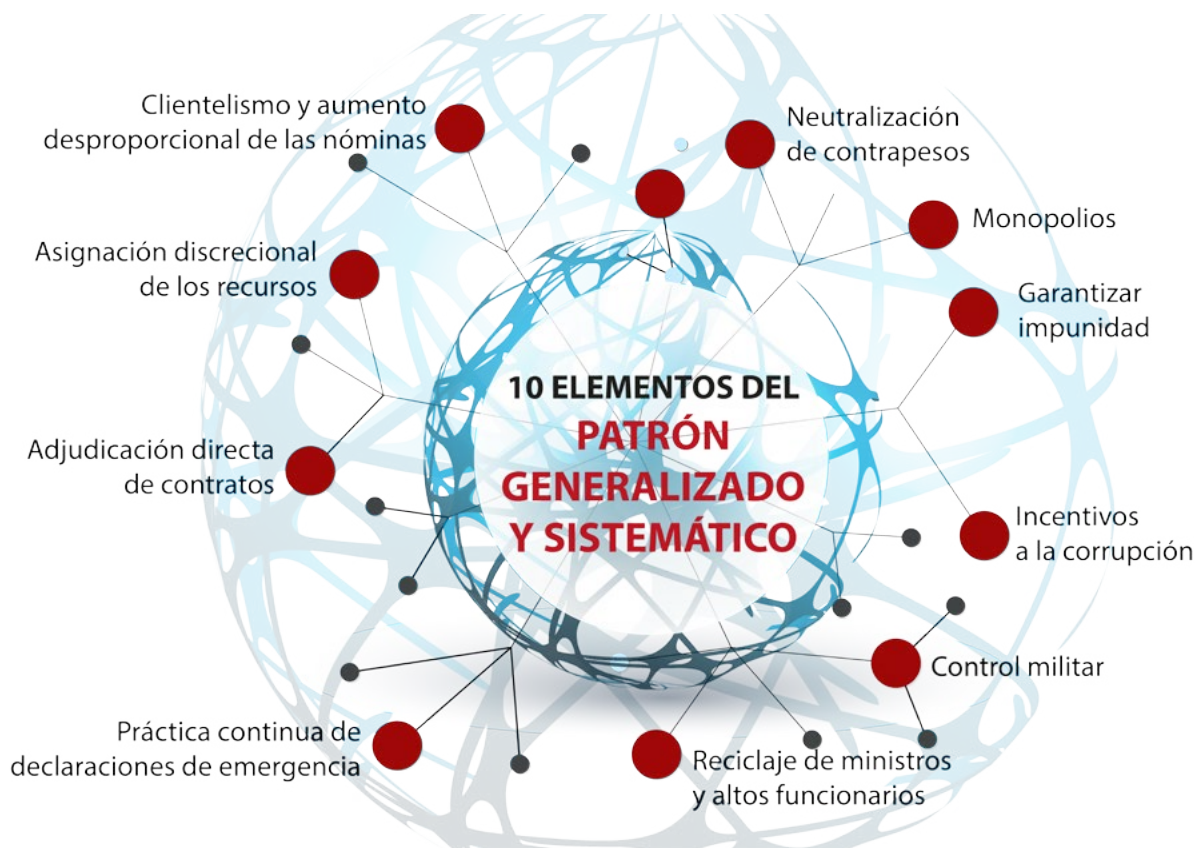 Clientelismo y aumento
desproporcional de las nóminas
Neutralización
de contrapesos
Monopolios
Asignación discrecional
de los recursos
Garantizar
impunidad
10 ELEMENTOS DEL
PATRÓN
GENERALIZADO
Y SISTEMÁTICO
Adjudicación directa
de contratos
Incentivos
a la corrupción
Control militar
Práctica continua de
declaraciones de emergencia
Reciclaje de ministros
y altos funcionarios